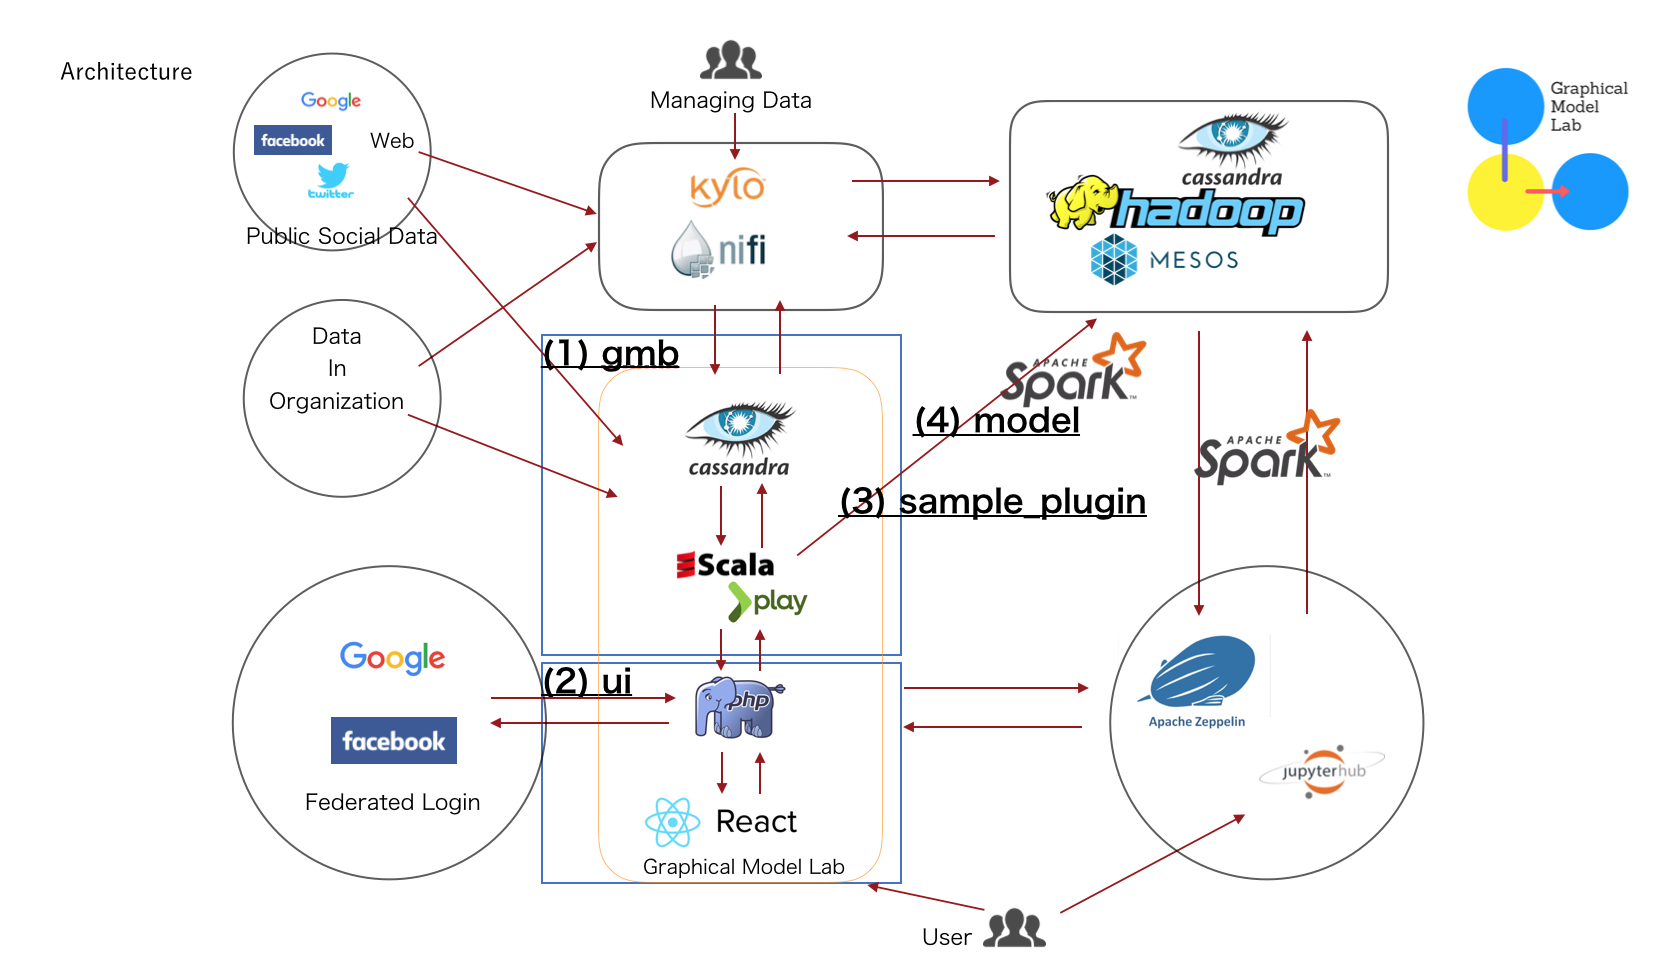 Architecture
Google
facebook
Web
twitter
Public Social Data
Managing Data
kylo
nifi
cassandra
hadoop
MESOS
Graphical
Model
Lab
Data
In
Organization
(1) gmb
cassandra
APACHE
Spark
(4) model
APACHE
Spark
(3) sample_plugin
Scala
play
Google
facebook
Federated Login
(2) ui
php
React
Graphical Model Lab
Apache Zeppelin
jupyterhub
User